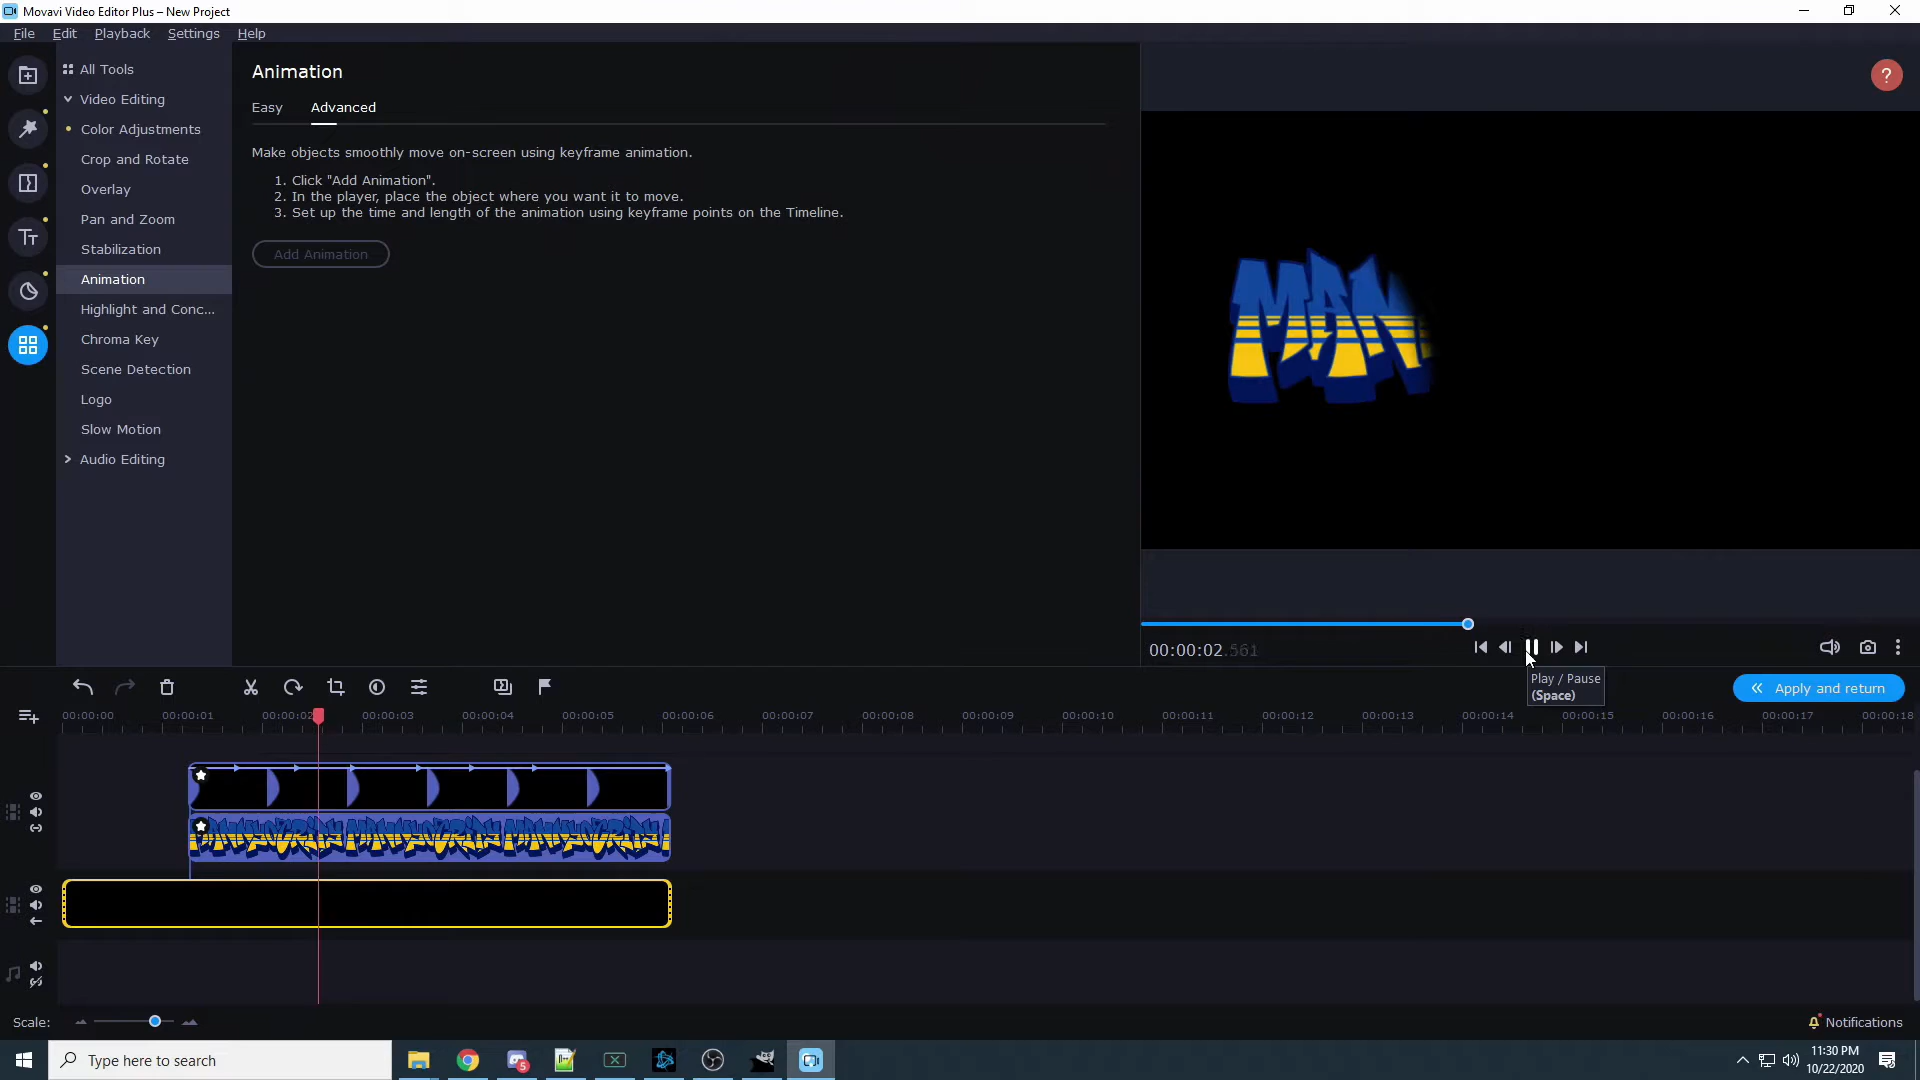 Movavi Video Editor Plus – New Project
File Edit Playback Settings Help
All Tools
Video Editing
Color Adjustments
Crop and Rotate
Overlay
Pan and Zoom
Stabilization
Animation
Highlight and Conc...
Chroma Key
Scene Detection
Logo
Slow Motion
Audio Editing
Animation
Easy Advanced
Make objects smoothly move on-screen using keyframe animation.
1. Click "Add Animation".
2. In the player, place the object where you want it to move.
3. Set up the time and length of the animation using keyframe points on the Timeline.
Add Animation
?
MAN
00:00:02.561
Play / Pause
(Space)
Apply and return
00:00:00 00:00:01 00:00:02 00:00:03 00:00:04 00:00:05 00:00:06 00:00:07 00:00:08 00:00:09 00:00:10 00:00:11 00:00:12 00:00:13 00:00:14 00:00:15 00:00:16 00:00:17 00:00:18
Scale:
Notifications
Type here to search
5
11:30 PM
10/22/2020